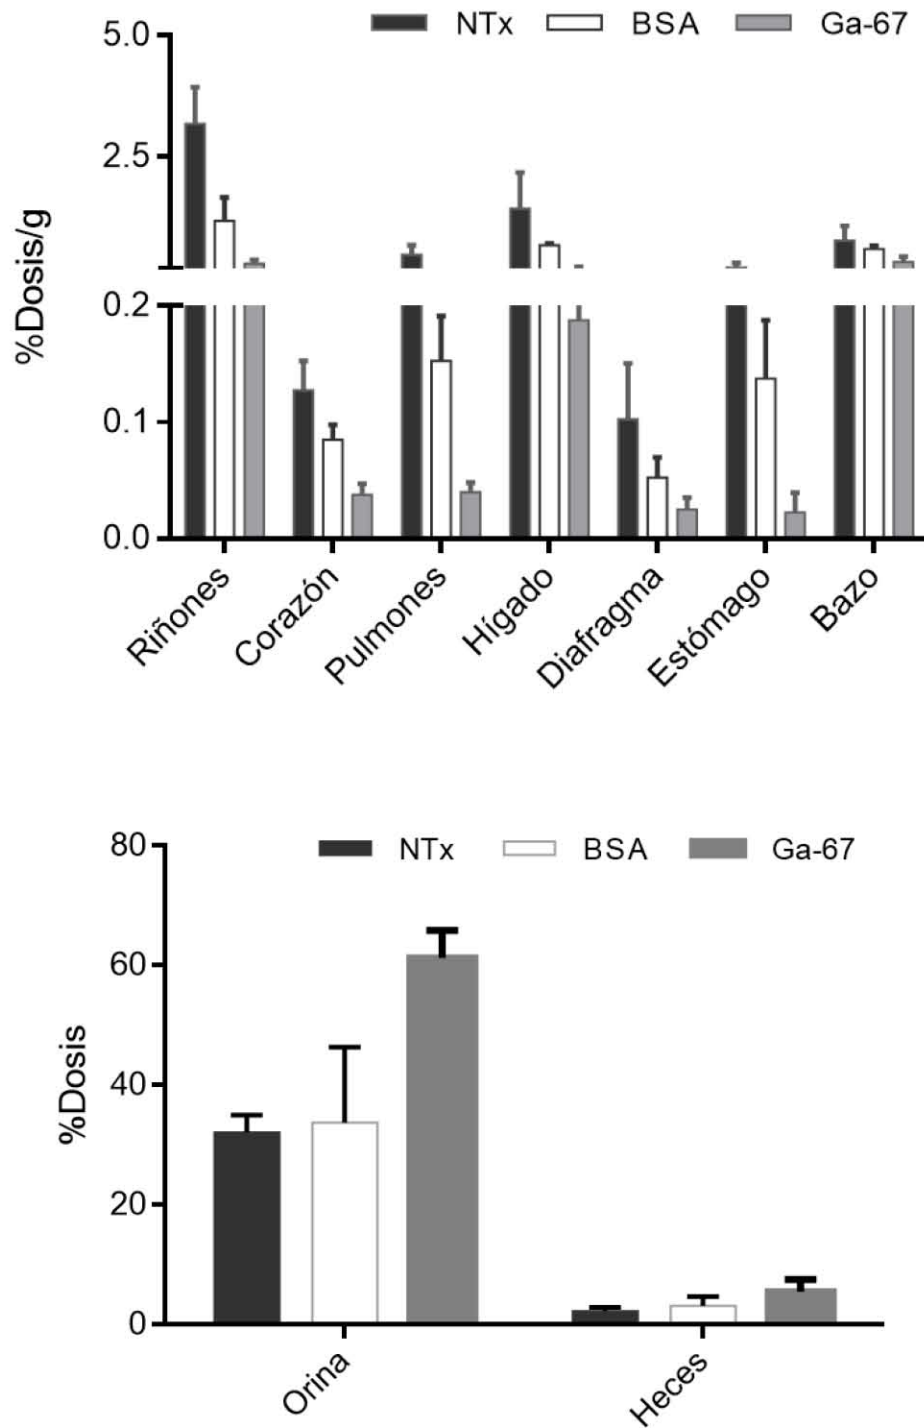 NTx BSA Ga-67
5.0
2.5
0.2
0.1
0.0
%Dosis/g
Riñones
Corazón
Pulmones
Hígado
Diafragma
Estómago
Bazo
NTx BSA Ga-67
80
60
40
20
0
%Dosis
Orina
Heces